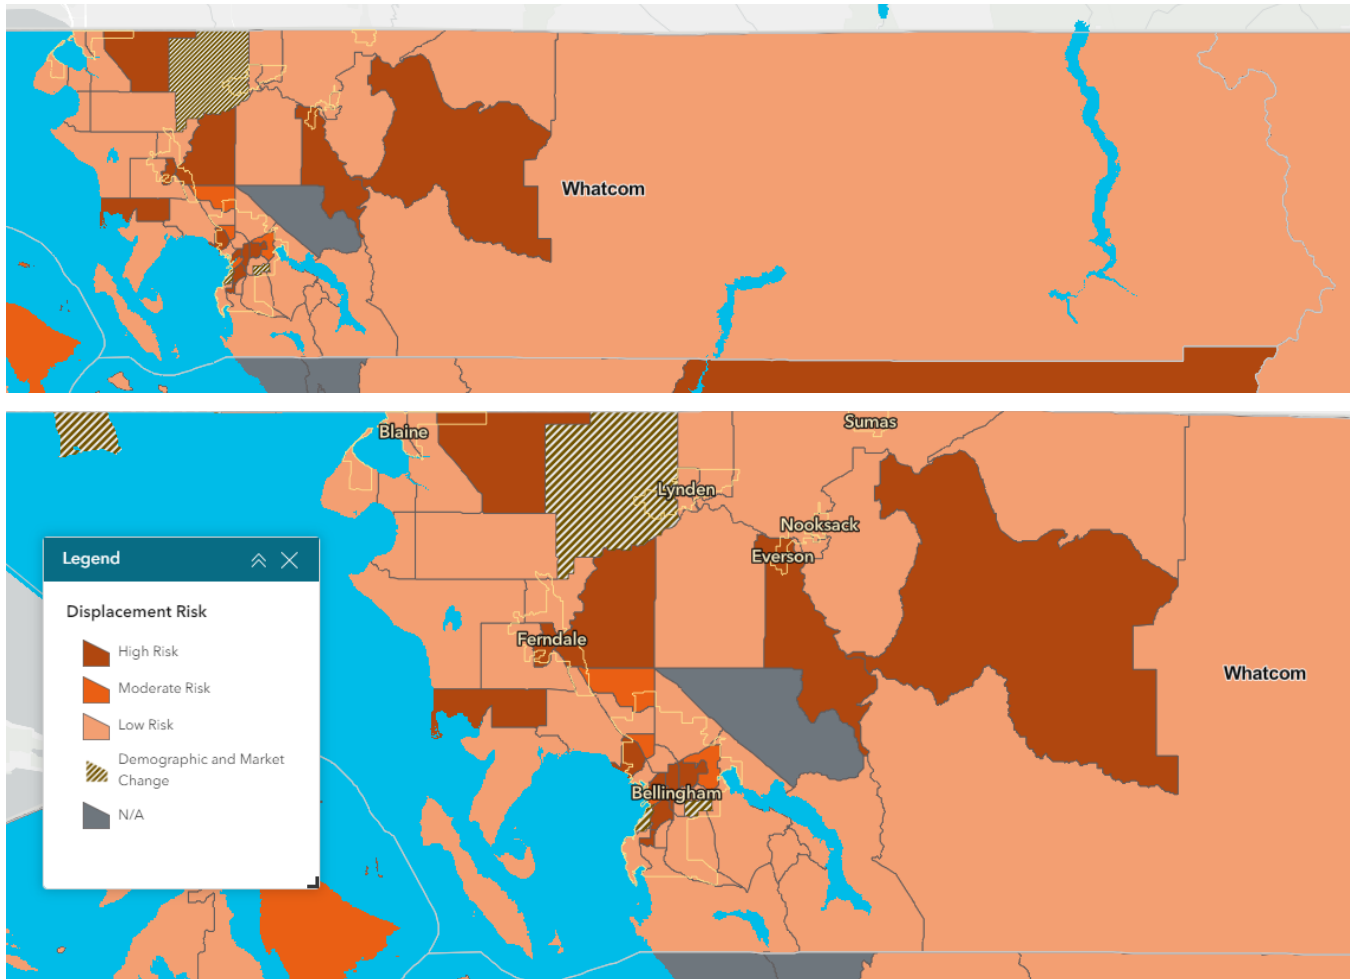 Whatcom
Blaine
Sumas
Lynden
Nooksack
Everson
Legend
Displacement Risk
High Risk
Moderate Risk
Low Risk
Demographic and Market
Change
N/A
Ferndale
Whatcom
Bellingham